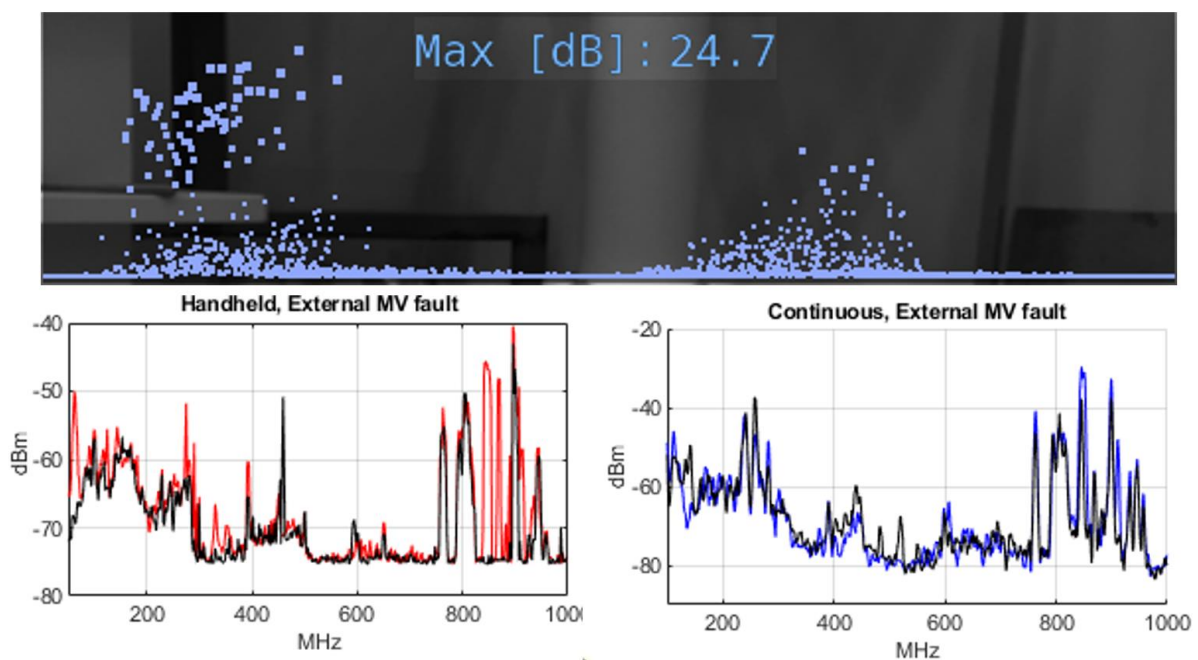 Max [dB]: 24.7
Handheld, External MV fault
-40
-50
-60
-70
-80
dBm
200
400
600
800
1000
MHz
Continuous, External MV fault
-20
-40
-60
-80
dBm
200
400
600
800
1000
MHz